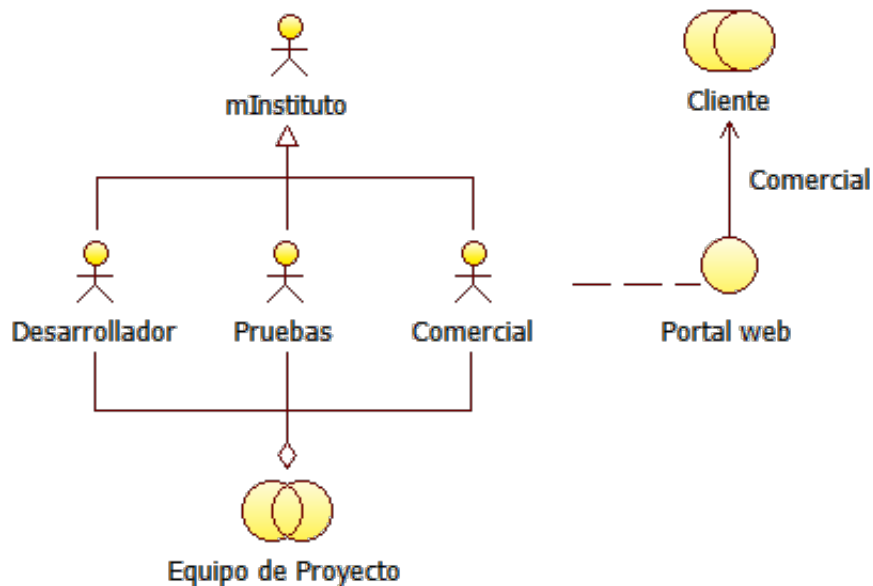 mInstituto
Cliente
Comercial
Desarrollador
Pruebas
Comercial
Portal web
Equipo de Proyecto